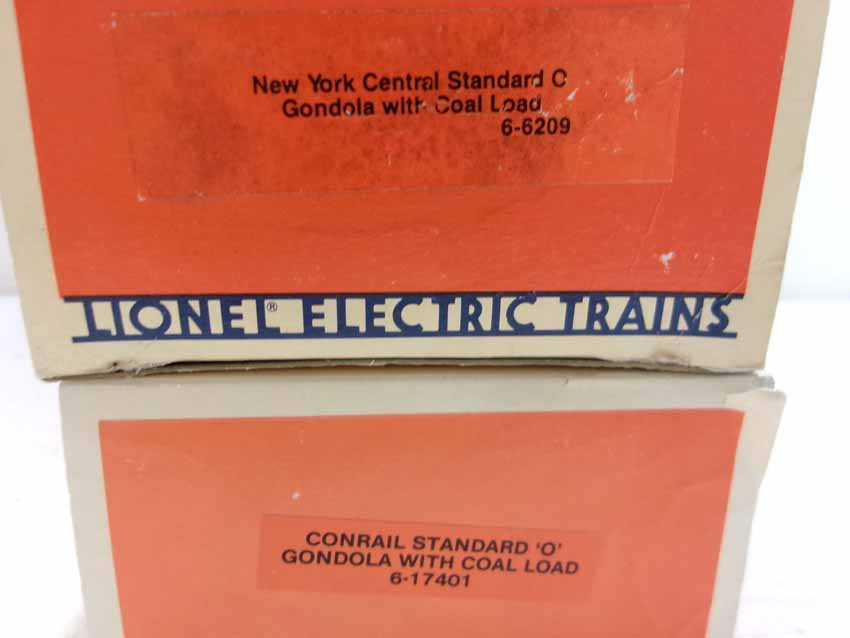 New York Central Standard O
Gondola with Coal Load
6-6209
LIONEL® ELECTRIC TRAINS
CONRAIL STANDARD 'O'
GONDOLA WITH COAL LOAD
6-17401